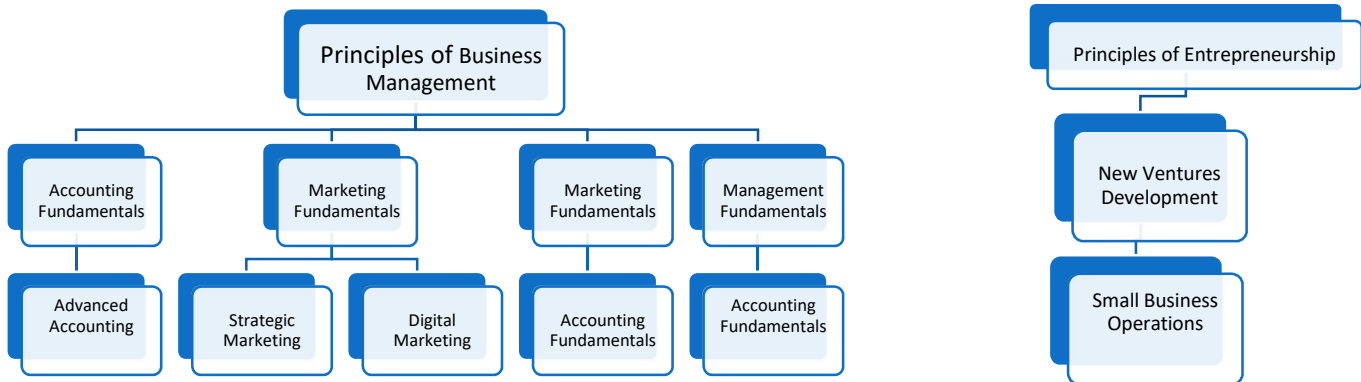 Principles of Business
Management
Principles of Entrepreneurship
Accounting
Fundamentals
Marketing
Fundamentals
Marketing
Fundamentals
Management
Fundamentals
New Ventures
Development
Advanced
Accounting
Strategic
Marketing
Digital
Marketing
Accounting
Fundamentals
Accounting
Fundamentals
Small Business
Operations